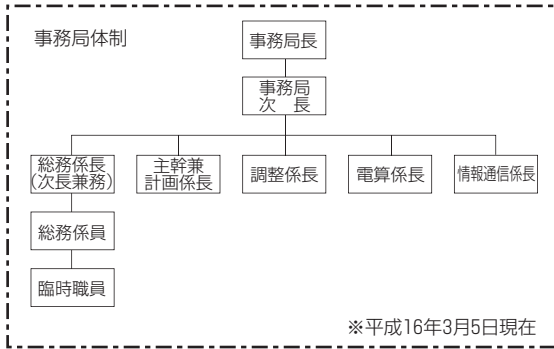 事務局体制
事務局長
事務局
次 長
総務係長
(次長兼務)
主幹兼
計画係長
調整係長
電算係長
情報通信係長
総務係員
臨時職員
※平成16年3月5日現在